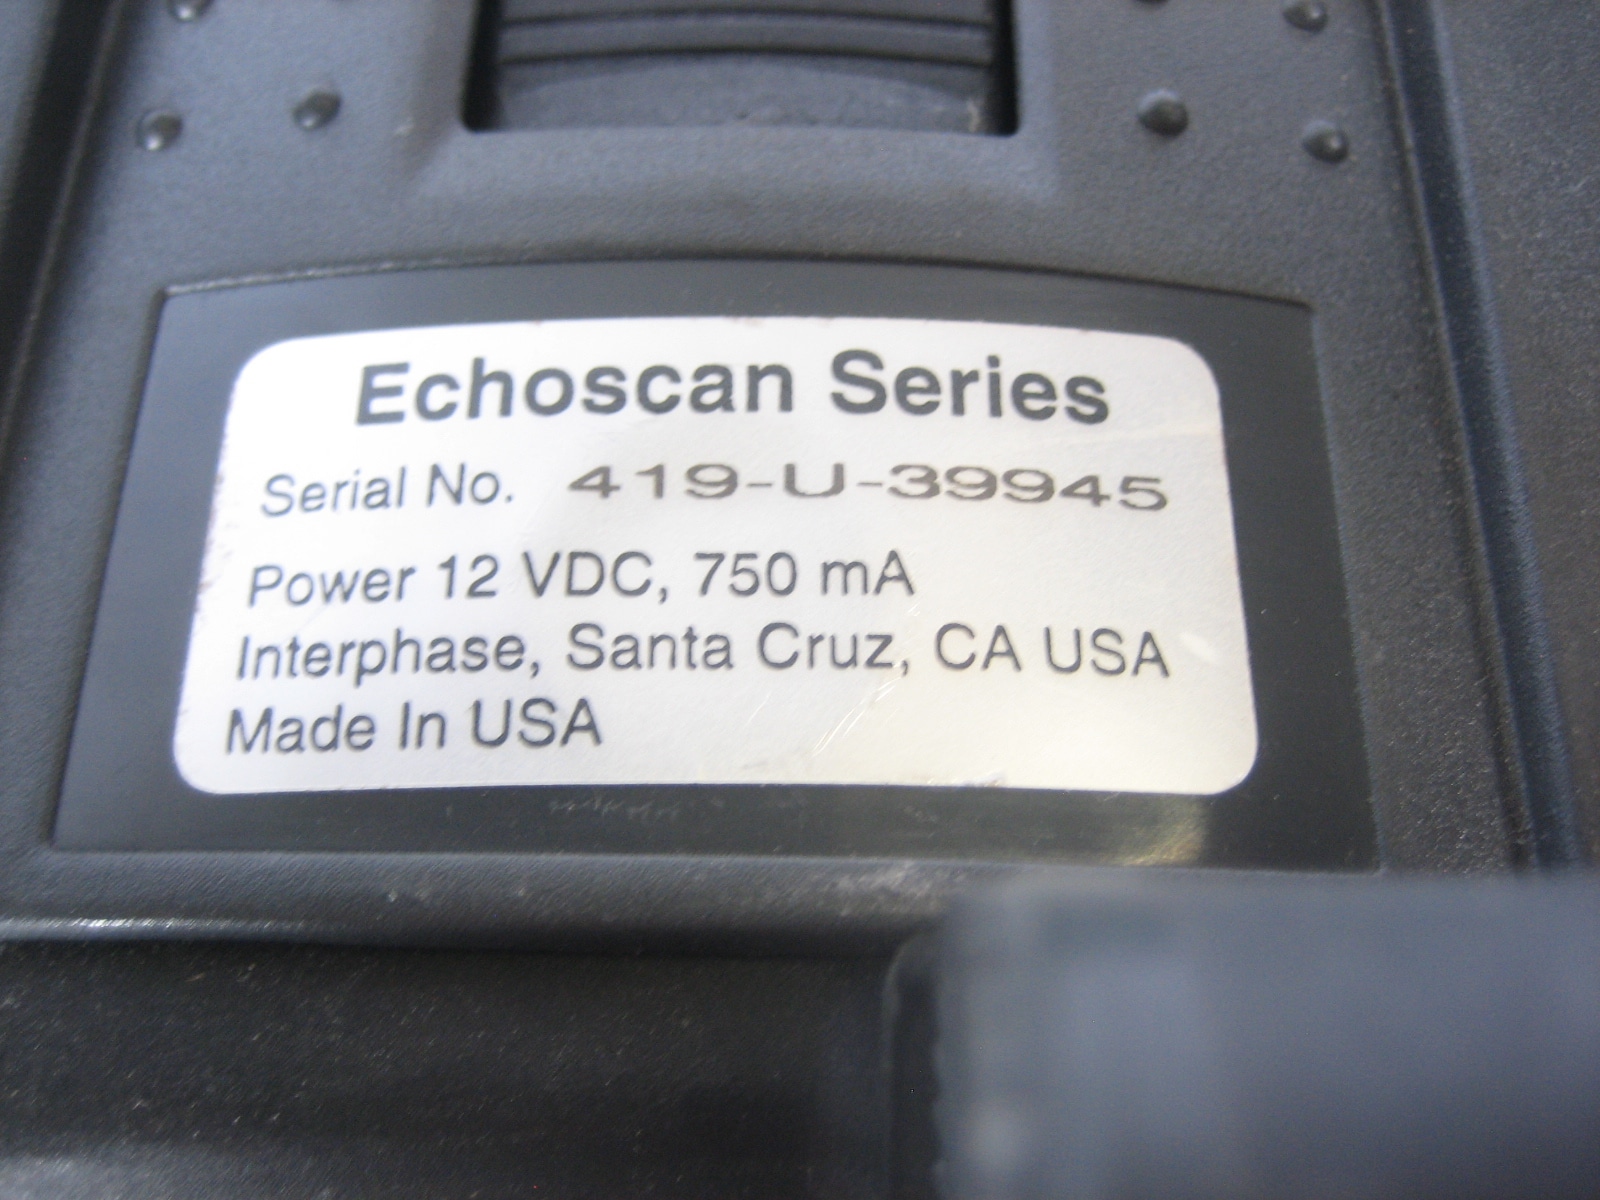 Echoscan Series
Serial No. 419-U-39945
Power 12 VDC, 750 mA
Interphase, Santa Cruz, CA USA
Made In USA